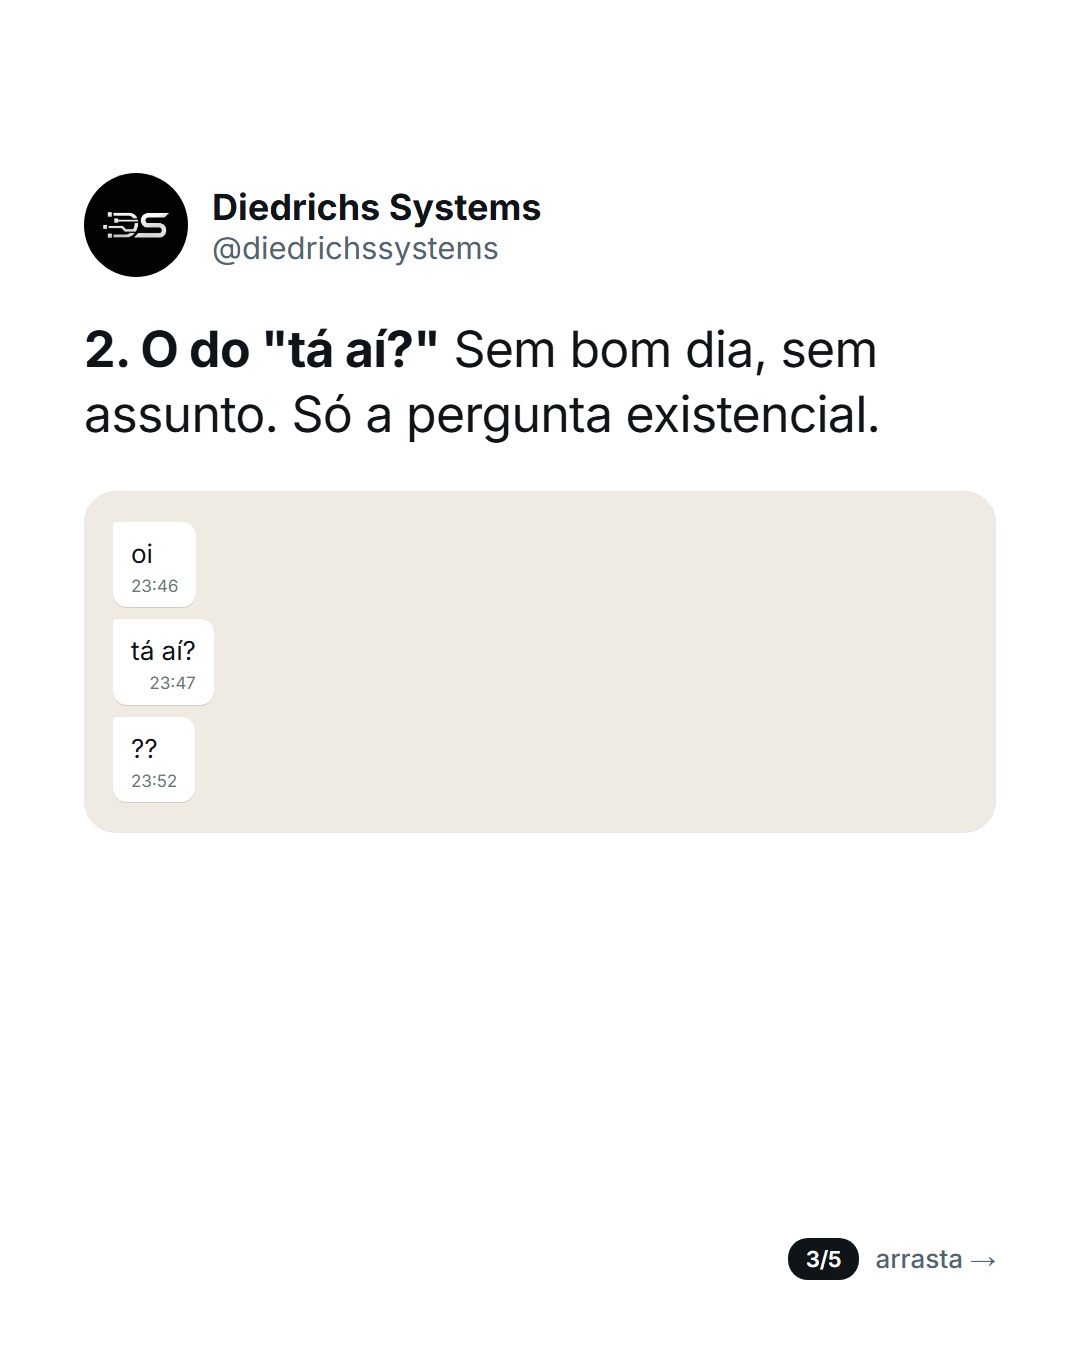 DS
Diedrichs Systems
@diedrichssystems
2. O do "tá aí?" Sem bom dia, sem
assunto. Só a pergunta existencial.
oi
23:46
tá aí?
23:47
??
23:52
3/5 arrasta →